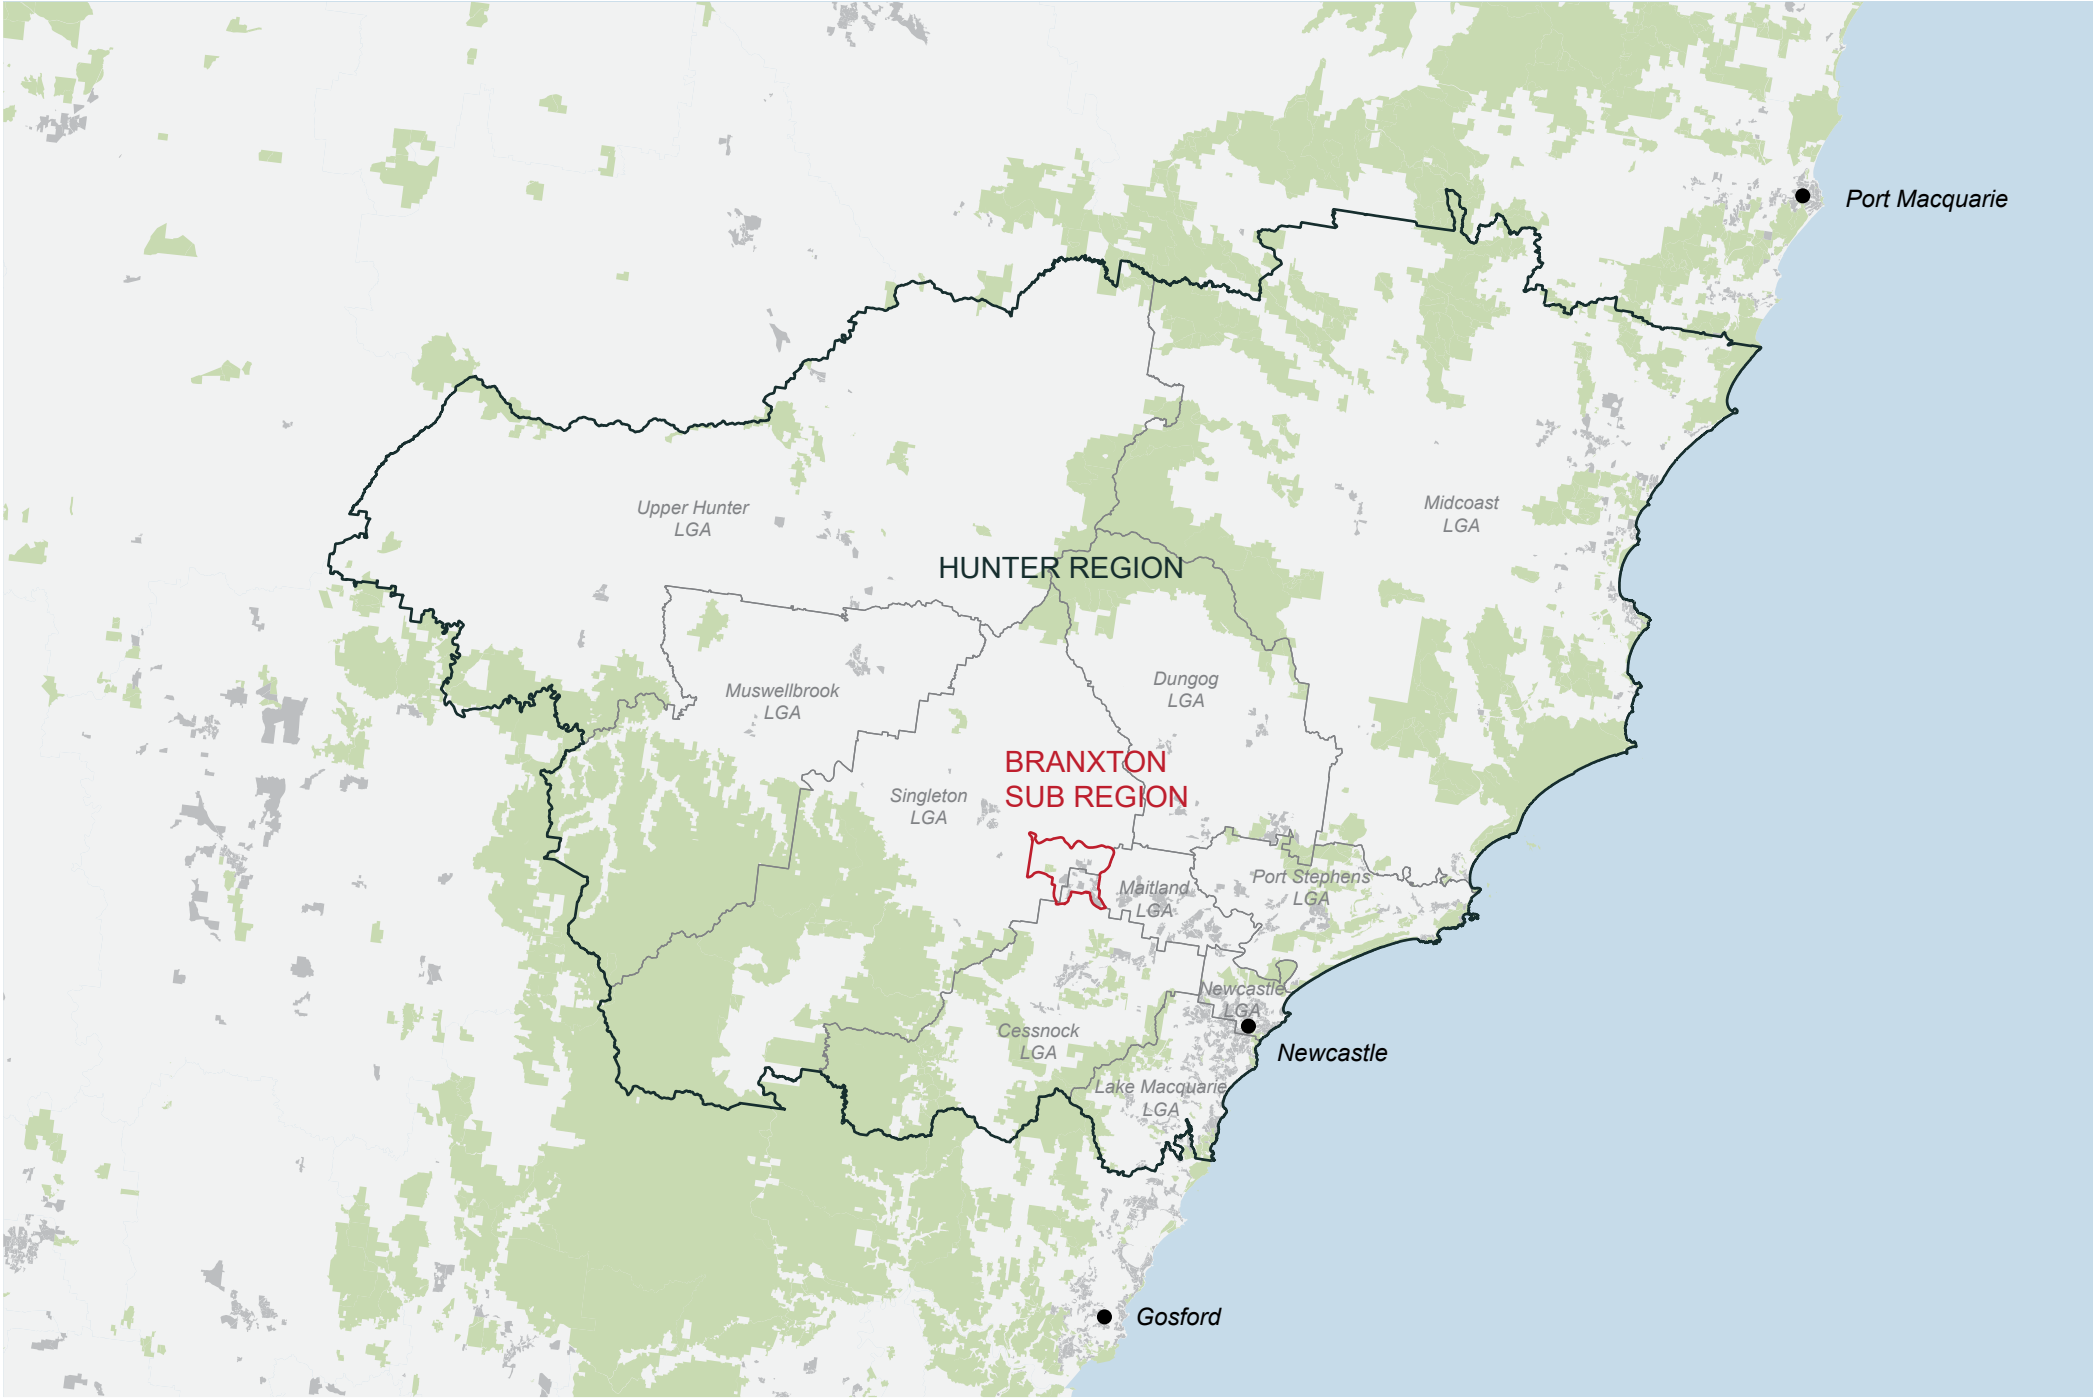 Port Macquarie
Upper Hunter
LGA
Midcoast
LGA
HUNTER REGION
Muswellbrook
LGA
Dungog
LGA
BRANXTON
SUB REGION
Singleton
LGA
Maitland
LGA
Port Stephens
LGA
Newcastle
LGA
Cessnock
LGA
Newcastle
Lake Macquarie
LGA
Gosford